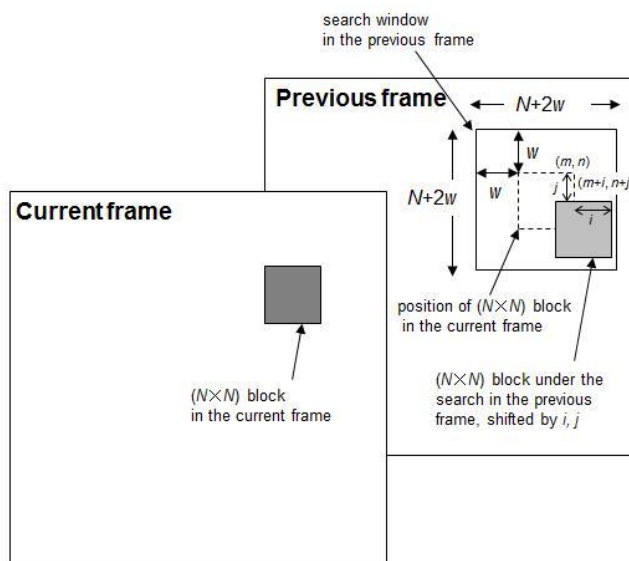 search window
in the previous frame
Previous frame
N+2w
w
(m, n)
(m+i, n+j
j
w
N+2w
i
Current frame
position of (N×N) block
in the current frame
(N×N) block
in the current frame
(N×N) block under the
search in the previous
frame, shifted by i, j